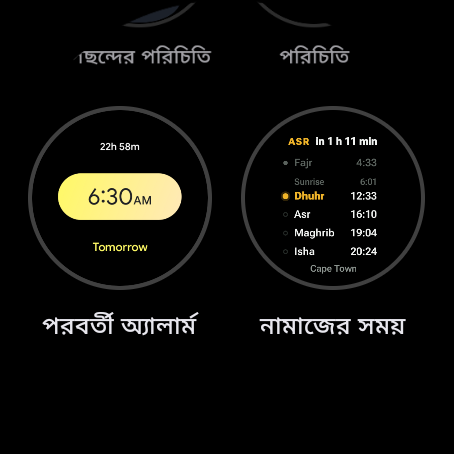 পরিচিতি
পরিচিতি
22h 58m
6:30AM
Tomorrow
পরবর্তী অ্যালার্ম
ASR in 1 h 11 min
Fajr 4:33
Sunrise 6:01
Dhuhr 12:33
Asr 16:10
Maghrib 19:04
Isha 20:24
Cape Town
নামাজের সময়